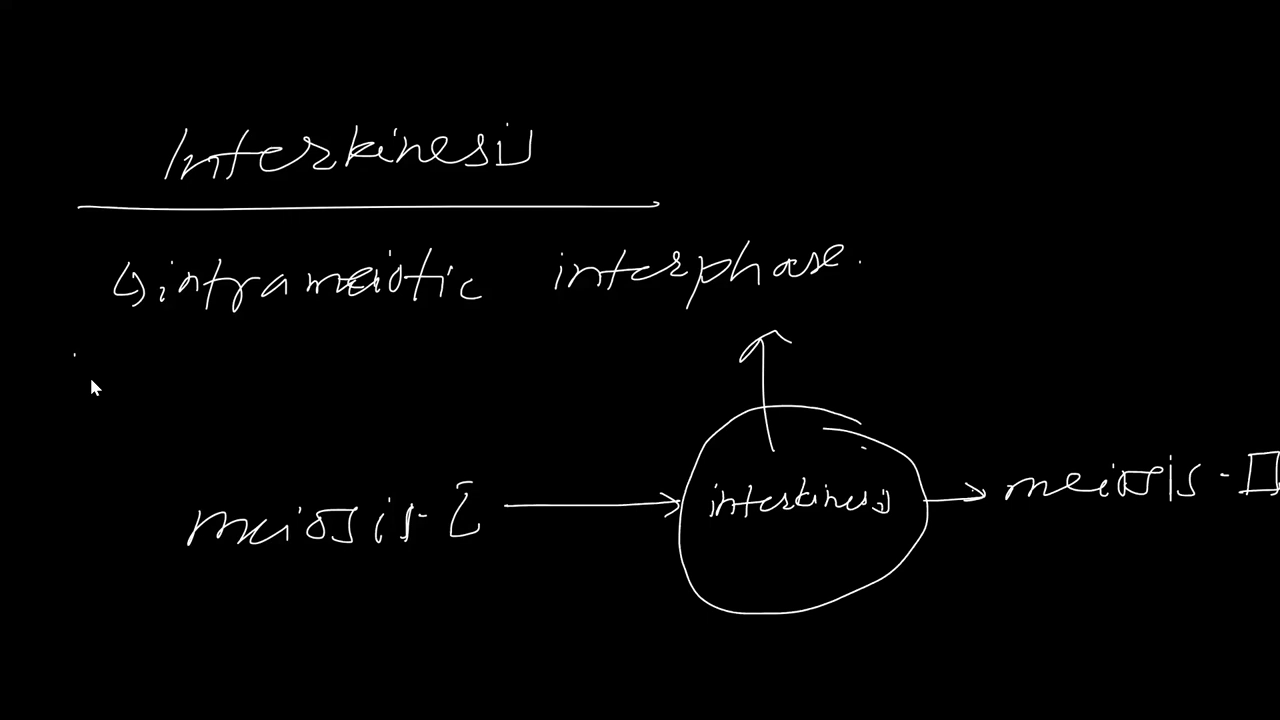 Interkinesis
↳ intrameiotic interphase.
meiosis-I → interkinesis → meiosis-II